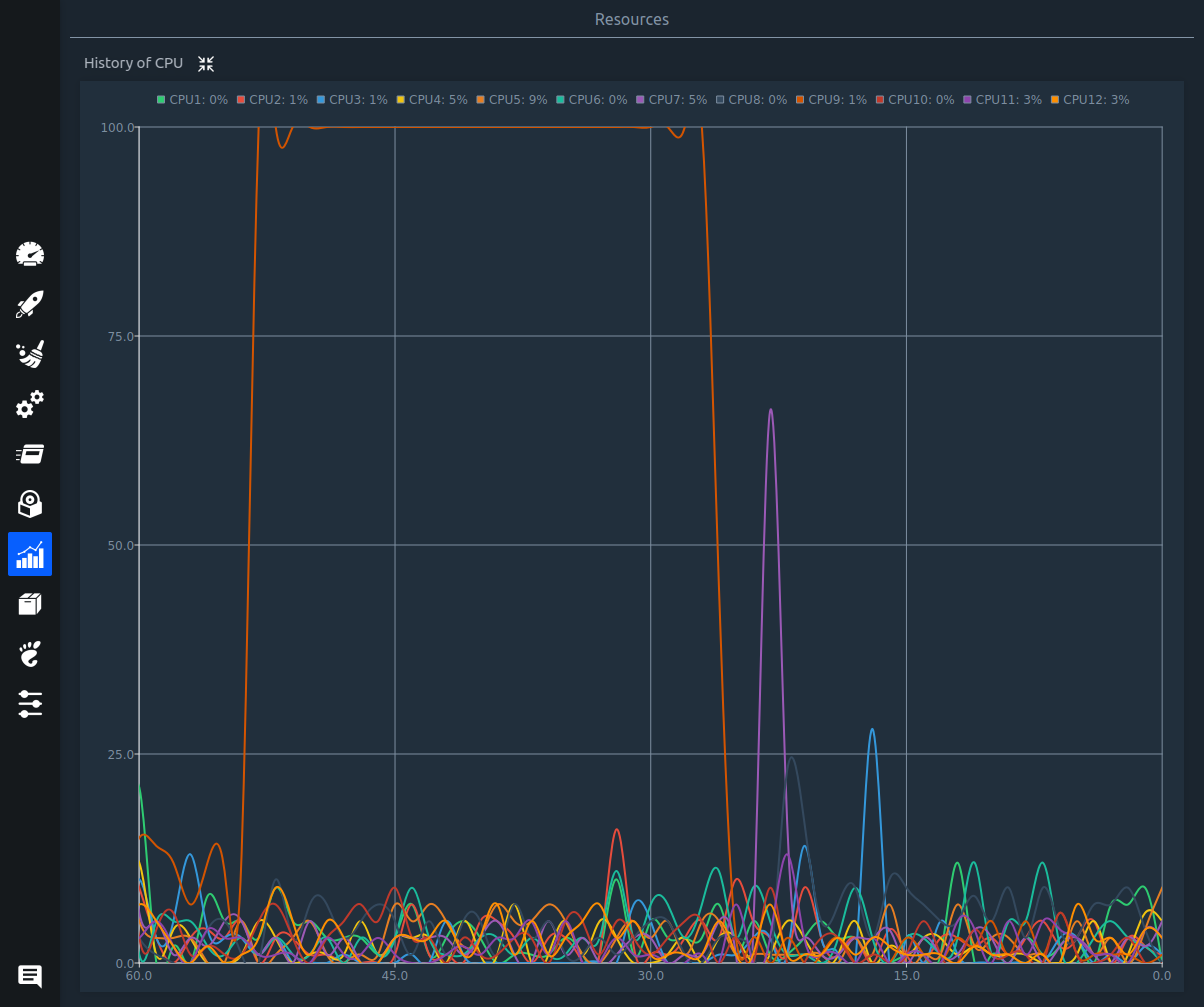 Resources
History of CPU
CPU1: 0% CPU2: 1% CPU3: 1% CPU4: 5% CPU5: 9% CPU6: 0% CPU7: 5% CPU8: 0% CPU9: 1% CPU10: 0% CPU11: 3% CPU12: 3%
100.0
75.0
50.0
25.0
0.0
60.0 45.0 30.0 15.0 0.0